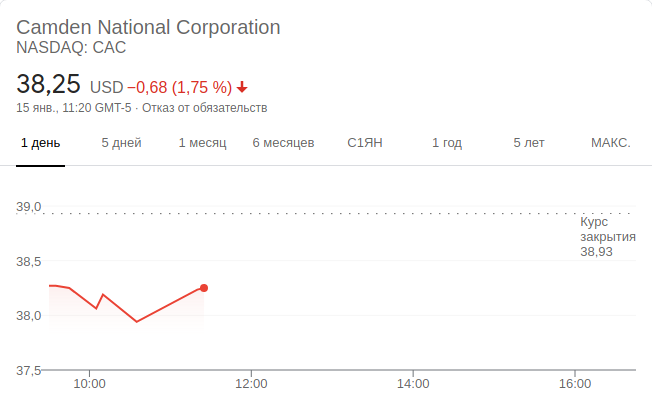 Camden National Corporation
NASDAQ: CAC
38,25 USD −0,68 (1,75 %)
15 янв., 11:20 GMT-5 · Отказ от обязательств
1 день 5 дней 1 месяц 6 месяцев С1ЯН 1 год 5 лет МАКС.
39,0
Курс
закрытия
38,93
38,5
38,0
37,5
10:00 12:00 14:00 16:00